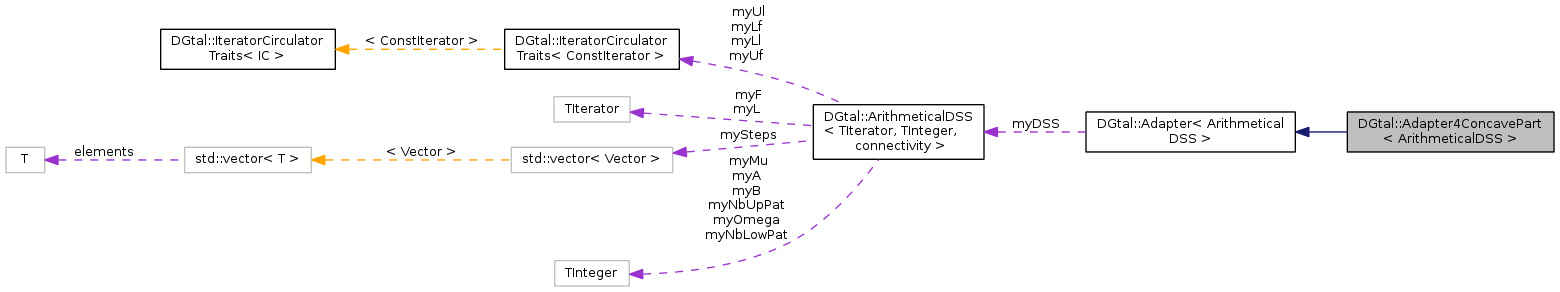 myUl
myLf
myLl
myUf
DGtal::IteratorCirculator
Traits< IC >
< ConstIterator >
DGtal::IteratorCirculator
Traits< ConstIterator >
TIterator
myF
myL
DGtal::ArithmeticalDSS
< TIterator, TInteger,
connectivity >
myDSS
DGtal::Adapter< Arithmetical
DSS >
DGtal::Adapter4ConcavePart
< ArithmeticalDSS >
T
elements
std::vector< T >
< Vector >
std::vector< Vector >
mySteps
myMu
myA
myB
myNbUpPat
myOmega
myNbLowPat
TInteger